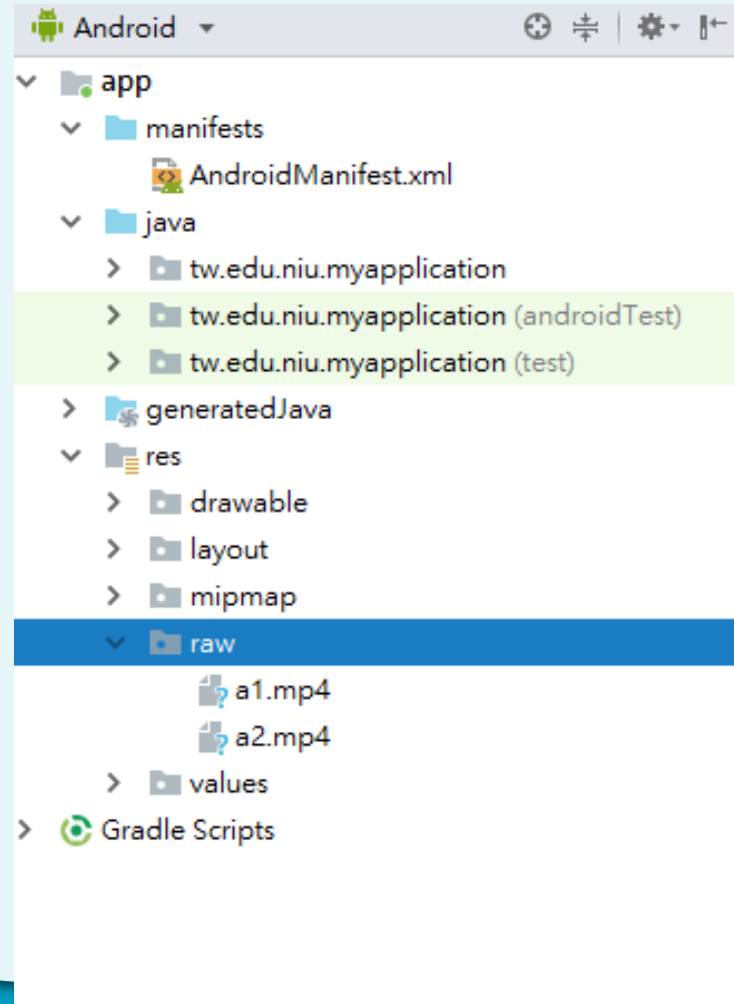 Android
app
manifests
AndroidManifest.xml
java
tw.edu.niu.myapplication
tw.edu.niu.myapplication (androidTest)
tw.edu.niu.myapplication (test)
generatedJava
res
drawable
layout
mipmap
raw
a1.mp4
a2.mp4
values
Gradle Scripts